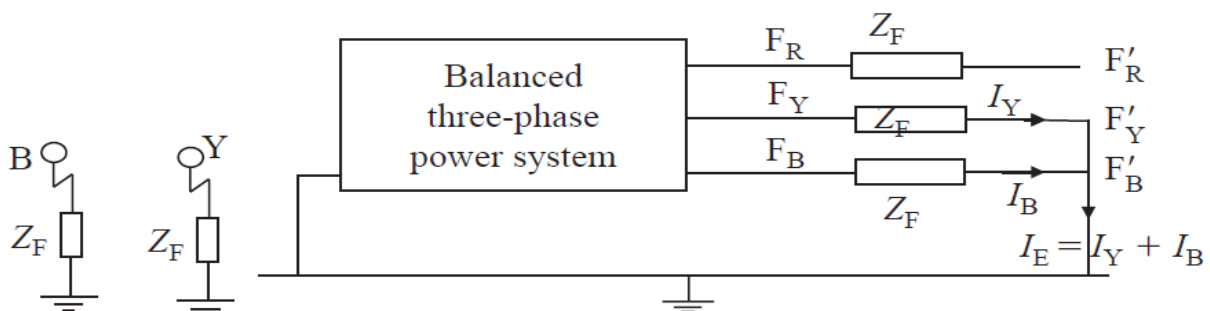 B
Z_F
Y
Z_F
Balanced
three-phase
power system
F_R
Z_F
F′_R
F_Y
Z_F
I_Y
F′_Y
F_B
Z_F
I_B
F′_B
I_E = I_Y + I_B